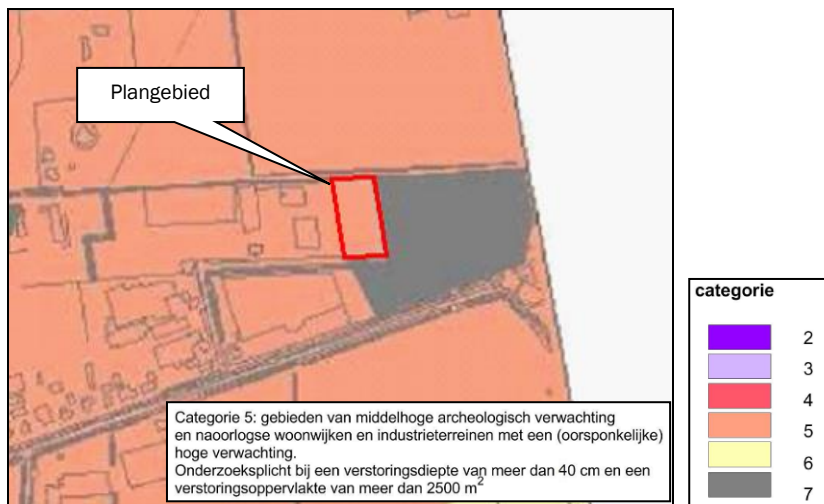 Plangebied
Categorie 5: gebieden van middelhoge archeologisch verwachting
en naoorlogse woonwijken en industrieterreinen met een (oorsponkelijke)
hoge verwachting.
Onderzoeksplicht bij een verstoringsdiepte van meer dan 40 cm en een
verstoringsoppervlakte van meer dan 2500 m²
categorie
2
3
4
5
6
7